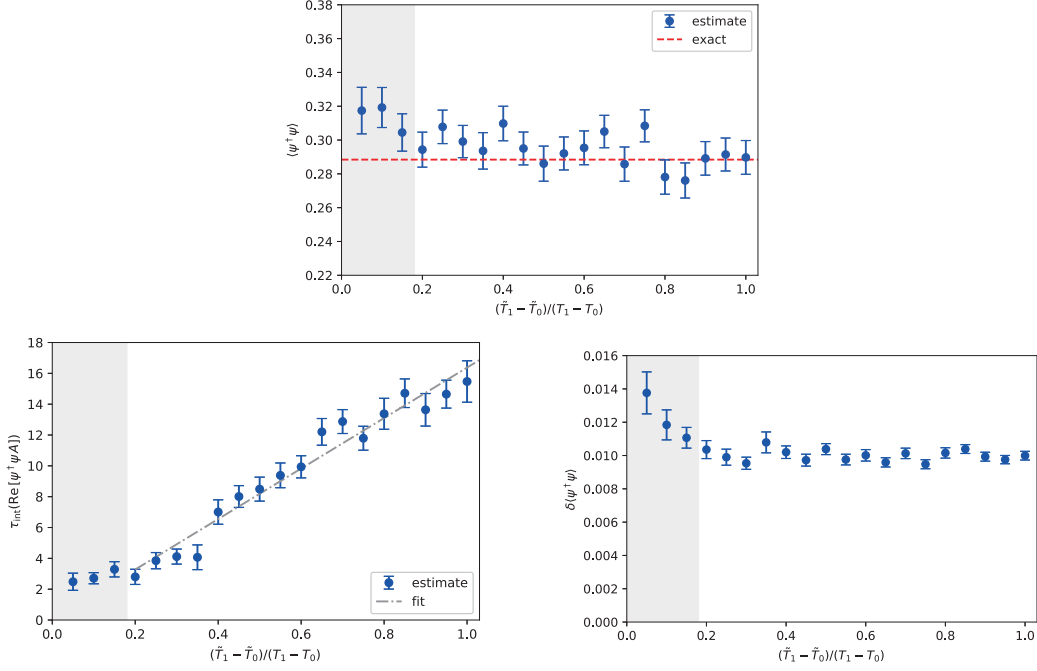 0.38
0.36
0.34
0.32
0.30
0.28
0.26
0.24
0.22
⟨ψ†ψ⟩
estimate
exact
0.0 0.2 0.4 0.6 0.8 1.0
(T̃₁ − T̃₀)/(T₁ − T₀)
18
16
14
12
10
8
6
4
2
0
τ_int(Re[ψ†ψA])
estimate
fit
0.0 0.2 0.4 0.6 0.8 1.0
(T̃₁ − T̃₀)/(T₁ − T₀)
0.016
0.014
0.012
0.010
0.008
0.006
0.004
0.002
0.000
δ⟨ψ†ψ⟩
0.0 0.2 0.4 0.6 0.8 1.0
(T̃₁ − T̃₀)/(T₁ − T₀)